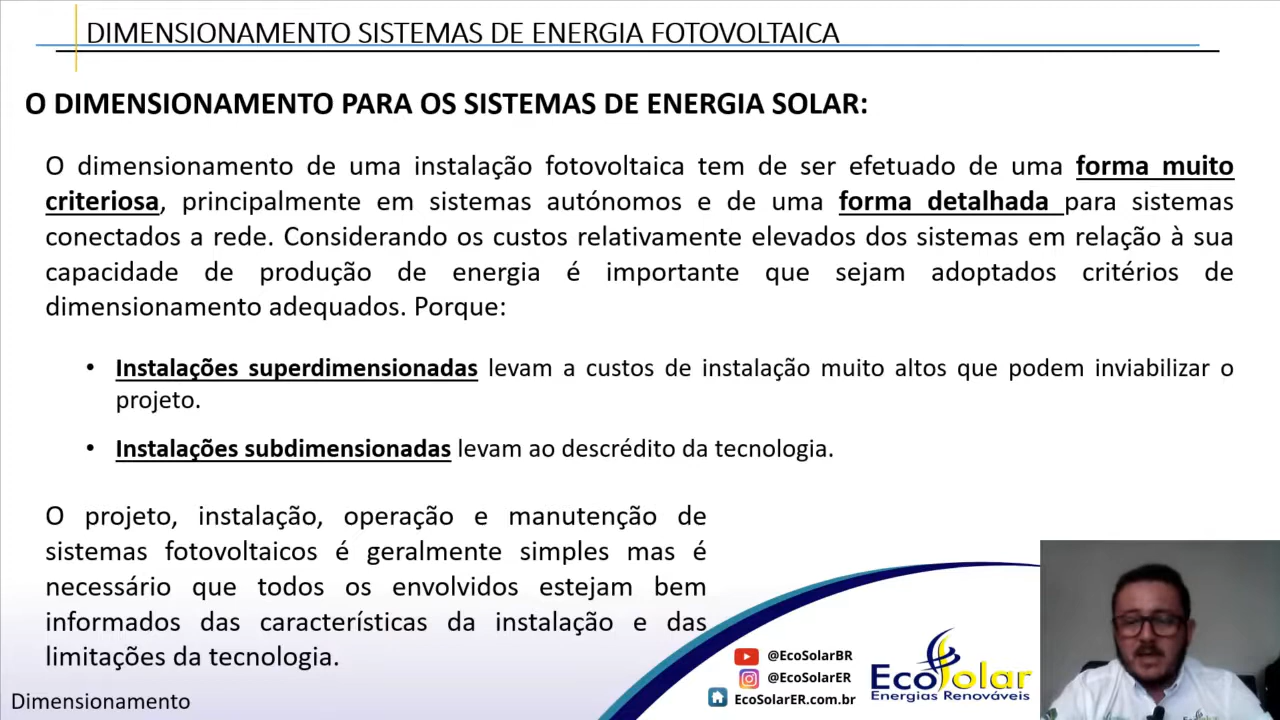 DIMENSIONAMENTO SISTEMAS DE ENERGIA FOTOVOLTAICA
O DIMENSIONAMENTO PARA OS SISTEMAS DE ENERGIA SOLAR:
O dimensionamento de uma instalação fotovoltaica tem de ser efetuado de uma forma muito
criteriosa, principalmente em sistemas autónomos e de uma forma detalhada para sistemas
conectados a rede. Considerando os custos relativamente elevados dos sistemas em relação à sua
capacidade de produção de energia é importante que sejam adoptados critérios de
dimensionamento adequados. Porque:
• Instalações superdimensionadas levam a custos de instalação muito altos que podem inviabilizar o
projeto.
• Instalações subdimensionadas levam ao descrédito da tecnologia.
O projeto, instalação, operação e manutenção de
sistemas fotovoltaicos é geralmente simples mas é
necessário que todos os envolvidos estejam bem
informados das características da instalação e das
limitações da tecnologia.
@EcoSolarBR
@EcoSolarER
EcoSolarER.com.br
EcoSolar
Energias Renováveis
Dimensionamento